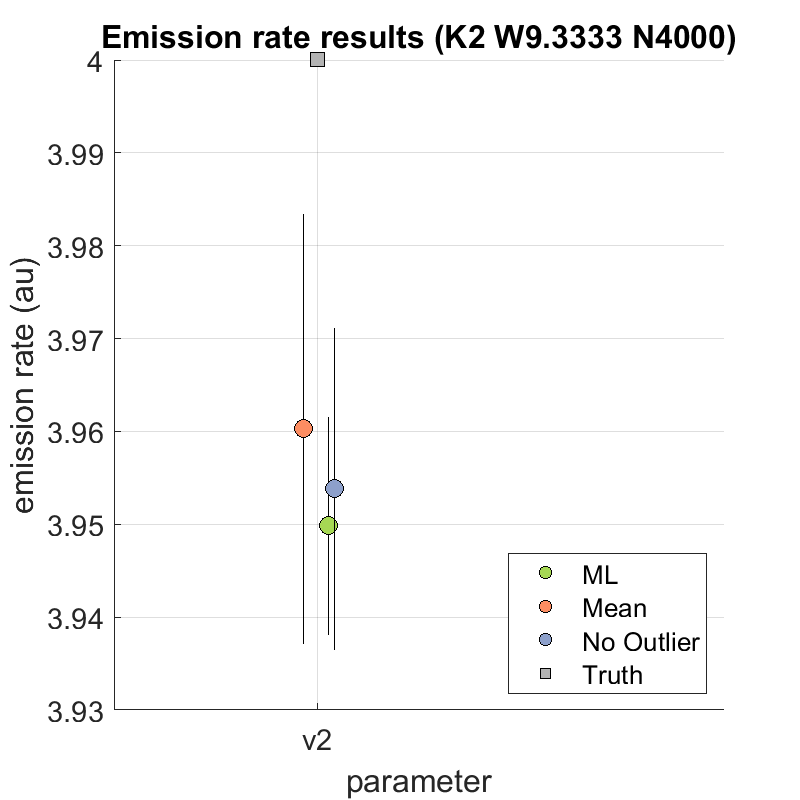 Emission rate results (K2 W9.3333 N4000)
4
3.99
3.98
3.97
3.96
3.95
3.94
3.93
emission rate (au)
v2
parameter
ML
Mean
No Outlier
Truth